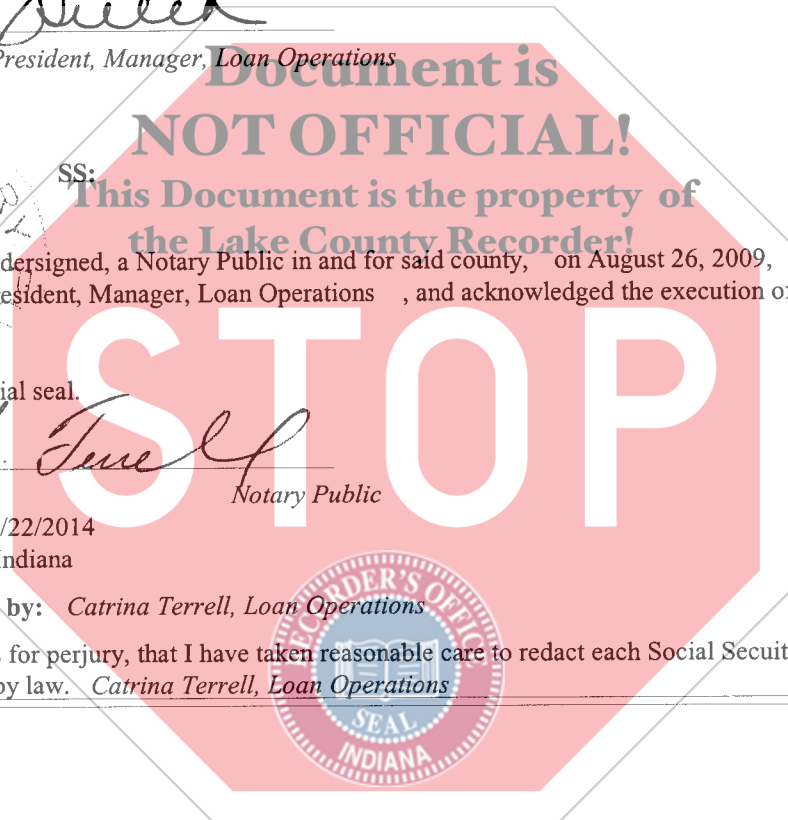 President, Manager, Loan Operations
Document is
NOT OFFICIAL!
SS:
This Document is the property of
the Lake County Recorder!
dersigned, a Notary Public in and for said county, on August 26, 2009,
esident, Manager, Loan Operations , and acknowledged the execution of
STOP
ial seal.
Terrell
Notary Public
/22/2014
Indiana
by: Catrina Terrell, Loan Operations
for perjury, that I have taken reasonable care to redact each Social Secuit
by law. Catrina Terrell, Loan Operations
RECORDER'S OFFICE
SEAL
INDIANA